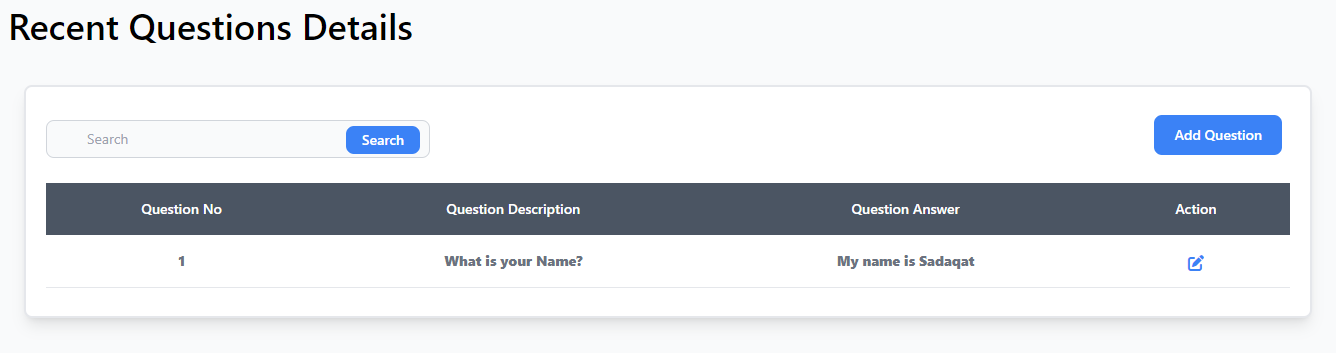 Recent Questions Details
Search Search Add Question
Question No Question Description Question Answer Action
1 What is your Name? My name is Sadaqat